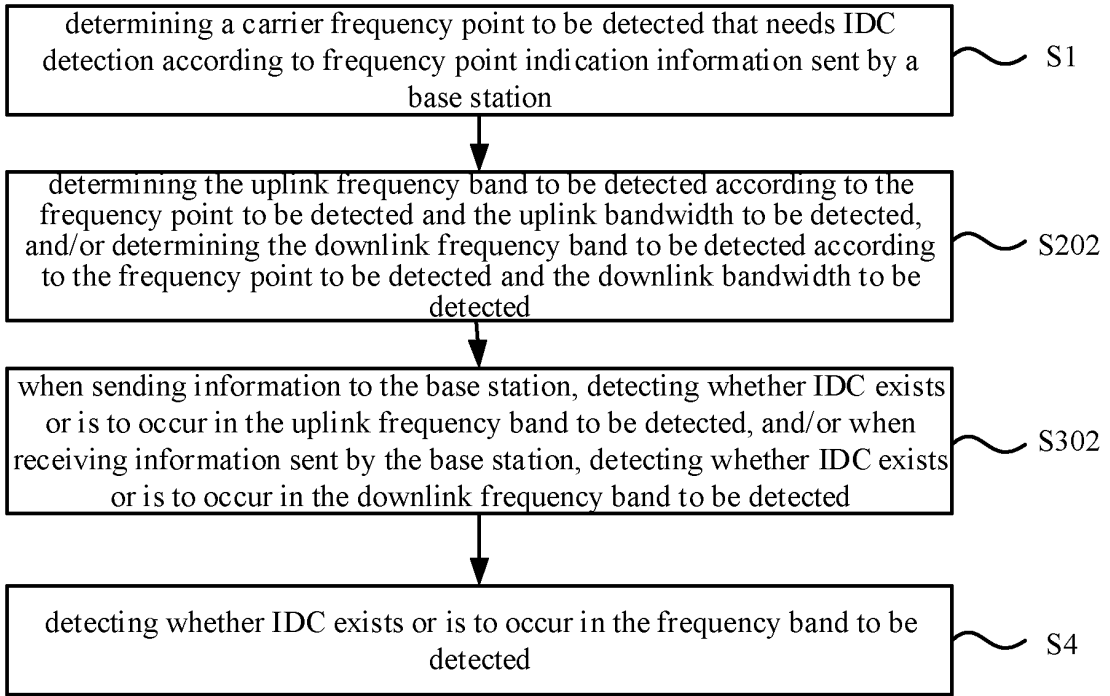 determining a carrier frequency point to be detected that needs IDC
detection according to frequency point indication information sent by a
base station
S1
determining the uplink frequency band to be detected according to the
frequency point to be detected and the uplink bandwidth to be detected,
and/or determining the downlink frequency band to be detected according
to the frequency point to be detected and the downlink bandwidth to be
detected
S202
when sending information to the base station, detecting whether IDC exists
or is to occur in the uplink frequency band to be detected, and/or when
receiving information sent by the base station, detecting whether IDC exists
or is to occur in the downlink frequency band to be detected
S302
detecting whether IDC exists or is to occur in the frequency band to be
detected
S4